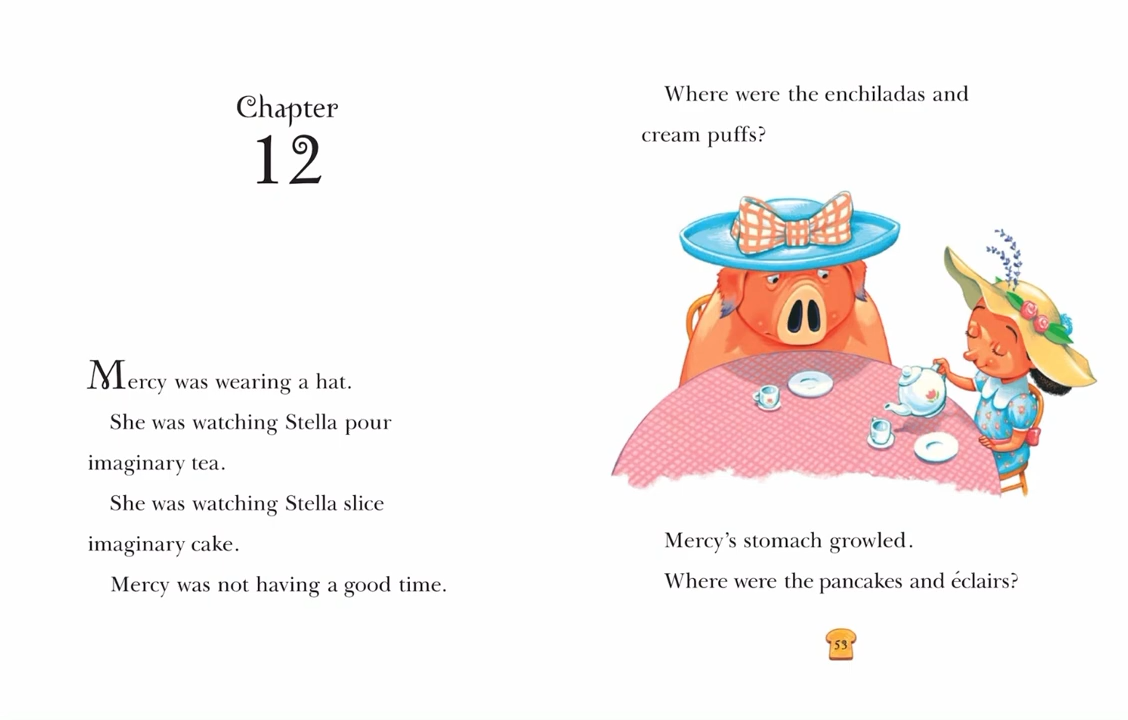 Chapter
12
Mercy was wearing a hat.
She was watching Stella pour
imaginary tea.
She was watching Stella slice
imaginary cake.
Mercy was not having a good time.
Where were the enchiladas and
cream puffs?
Mercy’s stomach growled.
Where were the pancakes and éclairs?
53